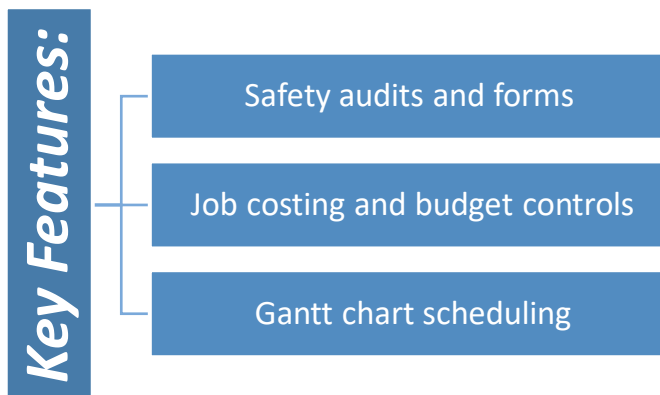 Key Features:
Safety audits and forms
Job costing and budget controls
Gantt chart scheduling